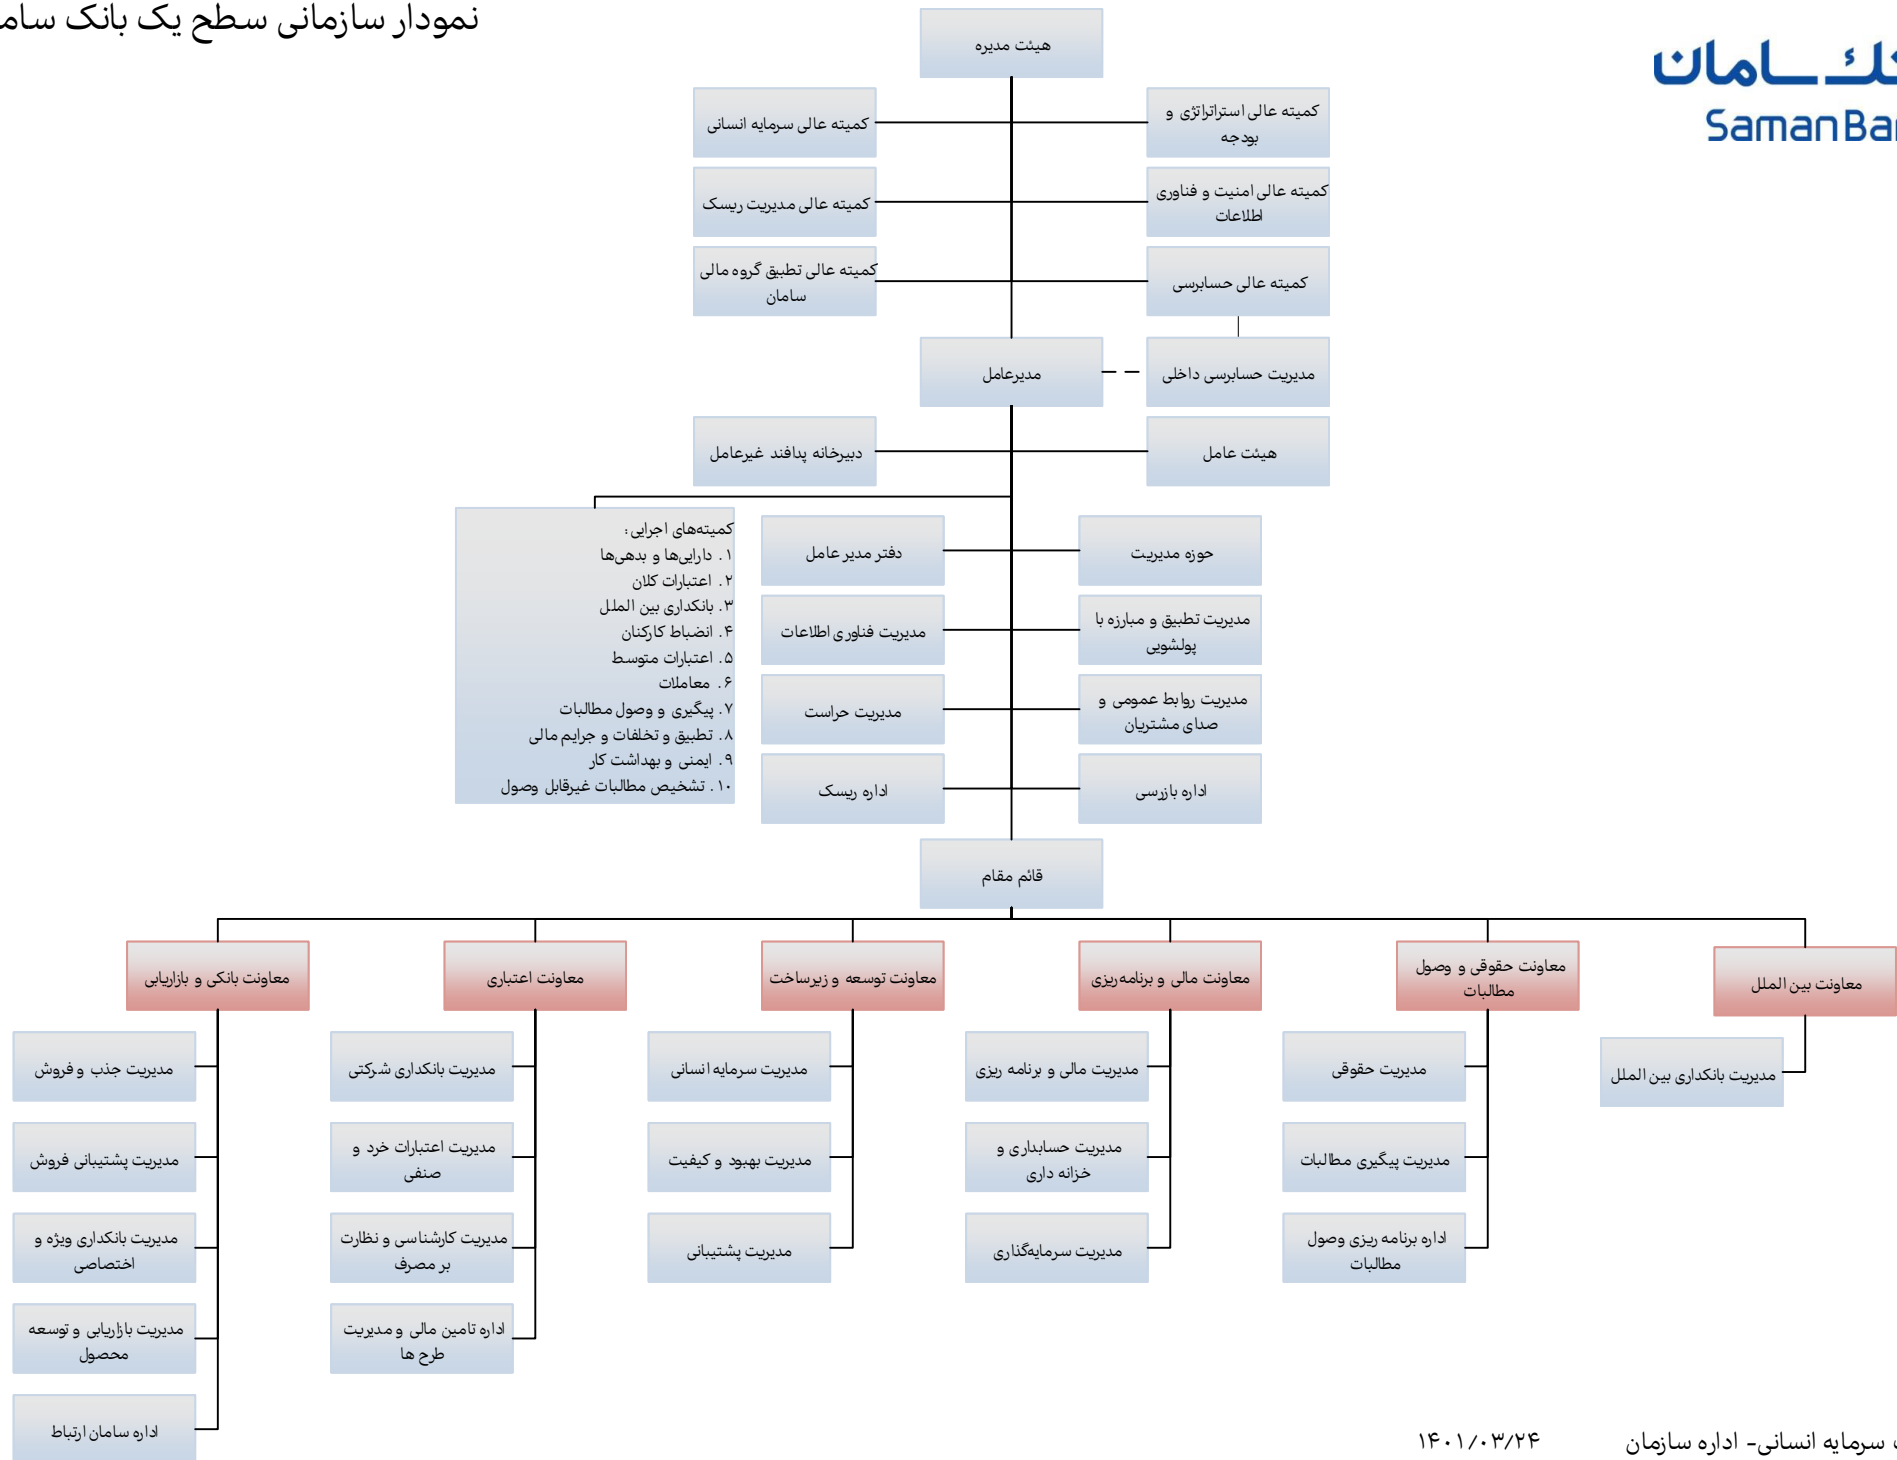 نمودار سازمانی سطح یک بانک
سامان
SamanBa
هیئت مدیره
کمیته عالی استراتراتژی و
بودجه
کمیته عالی سرمایه انسانی
کمیته عالی امنیت و فناوری
اطلاعات
کمیته عالی مدیریت ریسک
کمیته عالی حسابرسی
کمیته عالی تطبیق گروه مالی
سامان
مدیریت حسابرسی داخلی
مدیرعامل
هیئت عامل
دبیرخانه پدافند غیرعامل
کمیته‌های اجرایی:
۱. دارایی‌ها و بدهی‌ها
۲. اعتبارات کلان
۳. بانکداری بین الملل
۴. انضباط کارکنان
۵. اعتبارات متوسط
۶. معاملات
۷. پیگیری و وصول مطالبات
۸. تطبیق و تخلفات و جرایم مالی
۹. ایمنی و بهداشت کار
۱۰. تشخیص مطالبات غیرقابل وصول
حوزه مدیریت
دفتر مدیر عامل
مدیریت تطبیق و مبارزه با
پولشویی
مدیریت فناوری اطلاعات
مدیریت روابط عمومی و
صدای مشتریان
مدیریت حراست
اداره بازرسی
اداره ریسک
قائم مقام
معاونت بین الملل
مدیریت بانکداری بین الملل
معاونت حقوقی و وصول
مطالبات
مدیریت حقوقی
مدیریت پیگیری مطالبات
اداره برنامه ریزی وصول
مطالبات
معاونت مالی و برنامه‌ریزی
مدیریت مالی و برنامه ریزی
مدیریت حسابداری و
خزانه داری
مدیریت سرمایه‌گذاری
معاونت توسعه و زیرساخت
مدیریت سرمایه انسانی
مدیریت بهبود و کیفیت
مدیریت پشتیبانی
معاونت اعتباری
مدیریت بانکداری شرکتی
مدیریت اعتبارات خرد و
صنفی
مدیریت کارشناسی و نظارت
بر مصرف
اداره تامین مالی و مدیریت
طرح ها
معاونت بانکی و بازاریابی
مدیریت جذب و فروش
مدیریت پشتیبانی فروش
مدیریت بانکداری ویژه و
اختصاصی
مدیریت بازاریابی و توسعه
محصول
اداره سامان ارتباط
سرمایه انسانی- اداره سازمان
۱۴۰۱/۰۳/۲۴